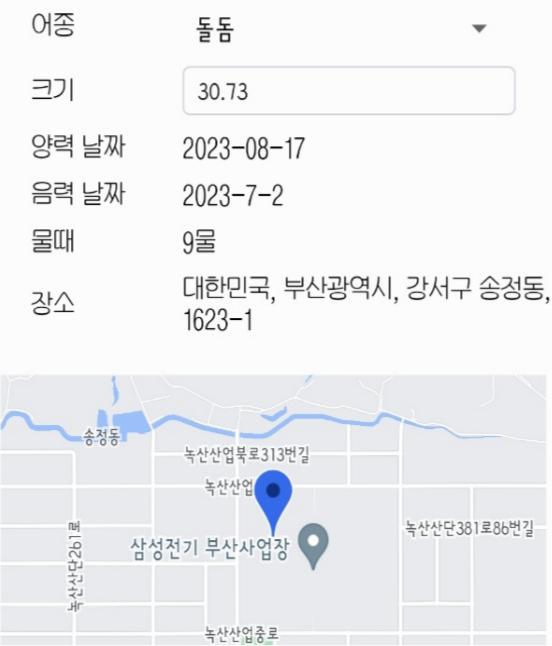 어종 돌돔
크기 30.73
양력 날짜 2023-08-17
음력 날짜 2023-7-2
물때 9물
장소 대한민국, 부산광역시, 강서구 송정동,
1623-1
송정동
녹산산업북로313번길
녹산산업
녹산산단381로86번길
삼성전기 부산사업장
녹산산단261로
녹산산업중로